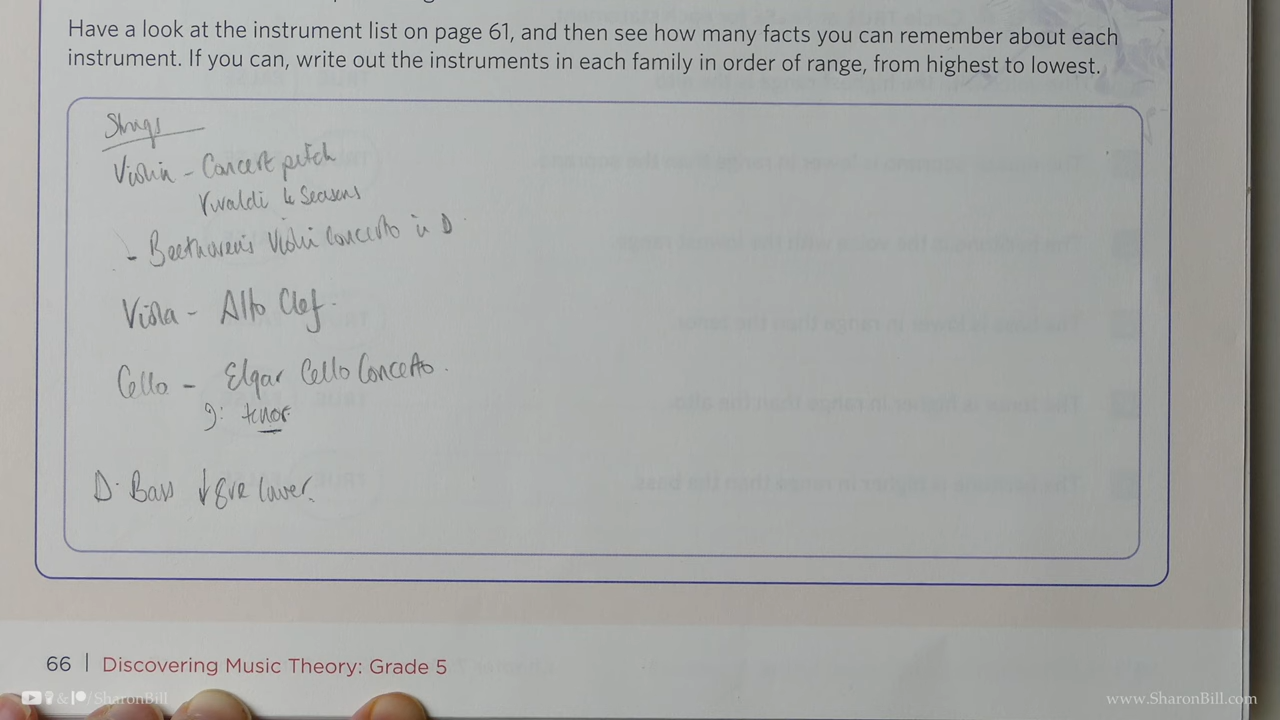 Have a look at the instrument list on page 61, and then see how many facts you can remember about each
instrument. If you can, write out the instruments in each family in order of range, from highest to lowest.
Strings
Violin - Concert pitch
Vivaldi 4 Seasons
- Beethoven's Violin concerto in D
Viola - Alto Clef.
Cello - Elgar Cello Concerto.
𝄢 tenor
D. Bass ↓ 8ve lower.
66 | Discovering Music Theory: Grade 5
& /SharonBill
www.SharonBill.com